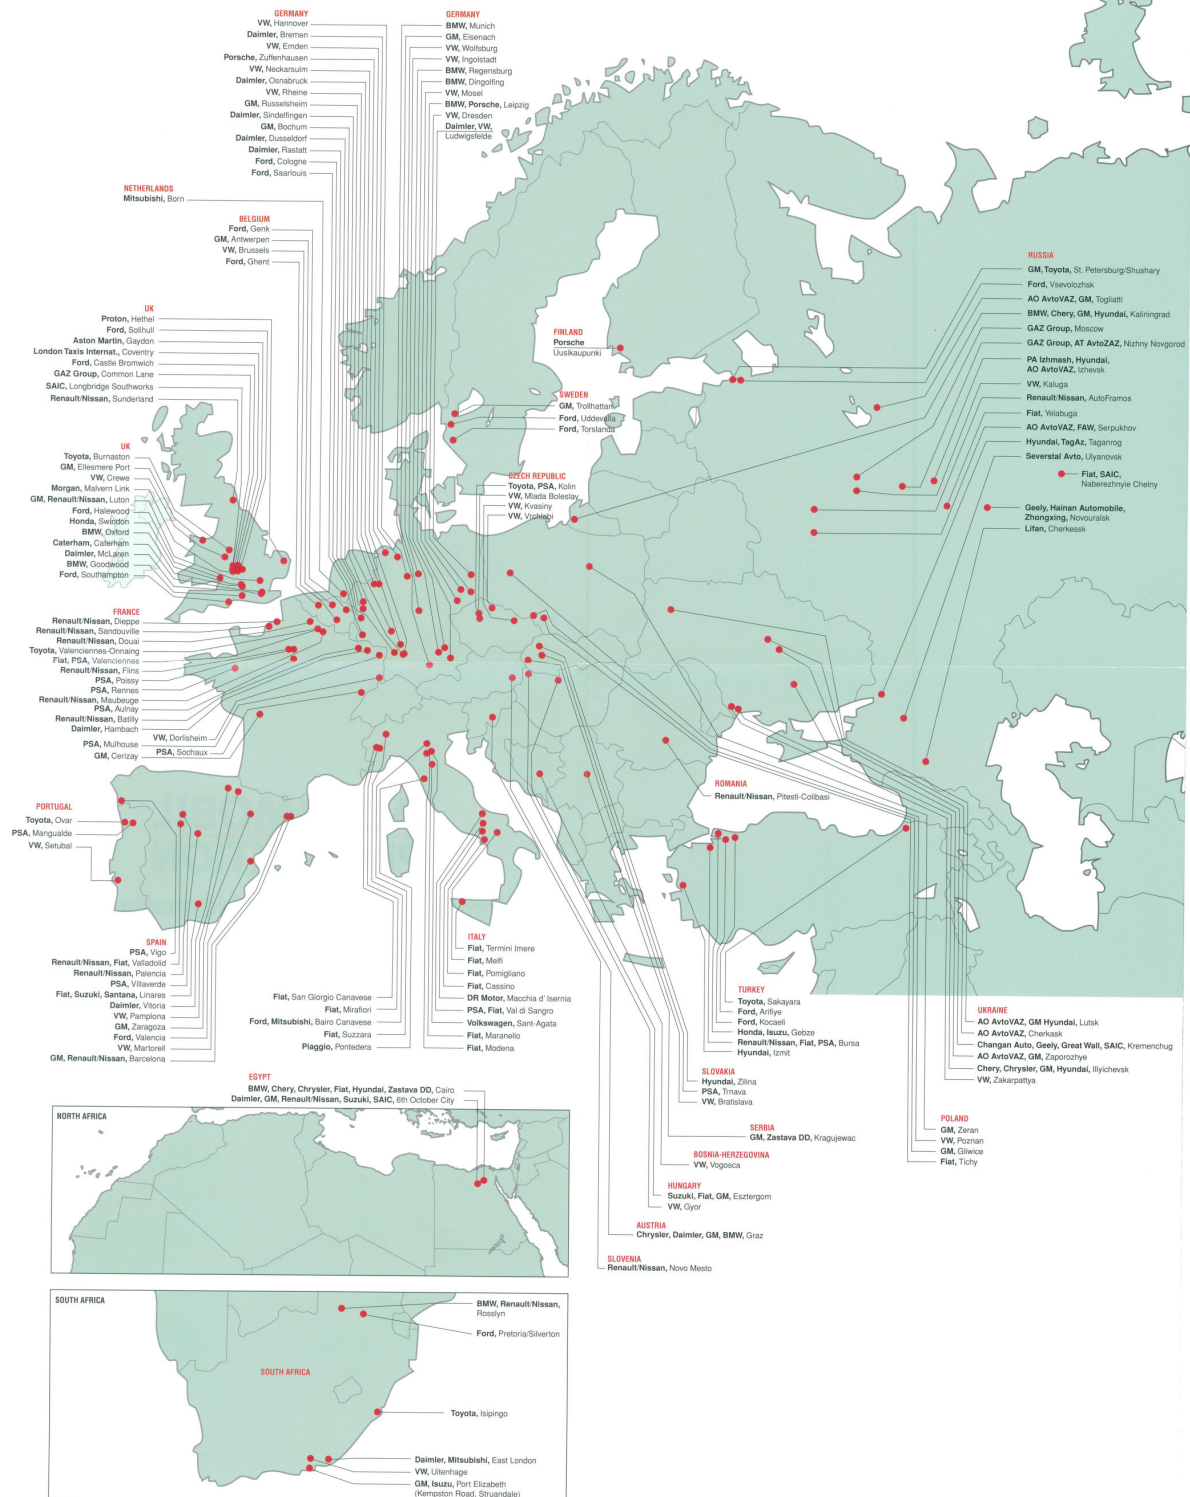 GERMANY
VW, Hannover
Daimler, Bremen
VW, Emden
Porsche, Zuffenhausen
VW, Neckarsulm
Daimler, Osnabruck
VW, Rheine
GM, Russelsheim
Daimler, Sindelfingen
GM, Bochum
Daimler, Dusseldorf
Daimler, Rastatt
Ford, Cologne
Ford, Saarlouis
GERMANY
BMW, Munich
GM, Eisenach
VW, Wolfsburg
VW, Ingolstadt
BMW, Regensburg
BMW, Dingolfing
VW, Mosel
BMW, Porsche, Leipzig
VW, Dresden
Daimler, VW,
Ludwigsfelde
NETHERLANDS
Mitsubishi, Born
BELGIUM
Ford, Genk
GM, Antwerpen
VW, Brussels
Ford, Ghent
UK
Proton, Hethel
Ford, Solihull
Aston Martin, Gaydon
London Taxis Internat., Coventry
Ford, Castle Bromwich
GAZ Group, Common Lane
SAIC, Longbridge Southworks
Renault/Nissan, Sunderland
UK
Toyota, Burnaston
GM, Ellesmere Port
VW, Crewe
Morgan, Malvern Link
GM, Renault/Nissan, Luton
Ford, Halewood
Honda, Swindon
BMW, Oxford
Caterham, Caterham
Daimler, McLaren
BMW, Goodwood
Ford, Southampton
FRANCE
Renault/Nissan, Dieppe
Renault/Nissan, Sandouville
Renault/Nissan, Douai
Toyota, Valenciennes-Onnaing
Fiat, PSA, Valenciennes
Renault/Nissan, Flins
PSA, Poissy
PSA, Rennes
Renault/Nissan, Maubeuge
PSA, Aulnay
Renault/Nissan, Batilly
Daimler, Hambach
VW, Dorlisheim
PSA, Mulhouse
PSA, Sochaux
GM, Cerizay
PORTUGAL
Toyota, Ovar
PSA, Mangualde
VW, Setubal
SPAIN
PSA, Vigo
Renault/Nissan, Fiat, Valladolid
Renault/Nissan, Palencia
PSA, Villaverde
Fiat, Suzuki, Santana, Linares
Daimler, Vitoria
VW, Pamplona
GM, Zaragoza
Ford, Valencia
VW, Martorell
GM, Renault/Nissan, Barcelona
FINLAND
Porsche
Uusikaupunki
SWEDEN
GM, Trollhattan
Ford, Uddevalla
Ford, Torslanda
CZECH REPUBLIC
Toyota, PSA, Kolin
VW, Mlada Boleslav
VW, Kvasiny
VW, Vrchlabi
RUSSIA
GM, Toyota, St. Petersburg/Shushary
Ford, Vsevolozhsk
AO AvtoVAZ, GM, Togliatti
BMW, Chery, GM, Hyundai, Kaliningrad
GAZ Group, Moscow
GAZ Group, AT AvtoZAZ, Nizhny Novgorod
PA Izhmash, Hyundai,
AO AvtoVAZ, Izhevsk
VW, Kaluga
Renault/Nissan, AutoFramos
Fiat, Yelabuga
AO AvtoVAZ, FAW, Serpukhov
Hyundai, TagAz, Taganrog
Severstal Avto, Ulyanovsk
Fiat, SAIC,
Naberezhnyie Chelny
Geely, Hainan Automobile,
Zhongxing, Novouralsk
Lifan, Cherkessk
ROMANIA
Renault/Nissan, Pitesti-Colibasi
ITALY
Fiat, Termini Imere
Fiat, Melfi
Fiat, Pomigliano
Fiat, Cassino
DR Motor, Macchia d' Isernia
PSA, Fiat, Val di Sangro
Volkswagen, Sant-Agata
Fiat, Maranello
Fiat, Modena
Fiat, San Giorgio Canavese
Fiat, Mirafiori
Ford, Mitsubishi, Bairo Canavese
Fiat, Suzzara
Piaggio, Pontedera
TURKEY
Toyota, Sakayara
Ford, Arifiye
Ford, Kocaeli
Honda, Isuzu, Gebze
Renault/Nissan, Fiat, PSA, Bursa
Hyundai, Izmit
UKRAINE
AO AvtoVAZ, GM Hyundai, Lutsk
AO AvtoVAZ, Cherkask
Changan Auto, Geely, Great Wall, SAIC, Kremenchug
AO AvtoVAZ, GM, Zaporozhye
Chery, Chrysler, GM, Hyundai, Illyichevsk
VW, Zakarpattya
SLOVAKIA
Hyundai, Zilina
PSA, Trnava
VW, Bratislava
POLAND
GM, Zeran
VW, Poznan
GM, Gliwice
Fiat, Tichy
SERBIA
GM, Zastava DD, Kragujewac
BOSNIA-HERZEGOVINA
VW, Vogosca
HUNGARY
Suzuki, Fiat, GM, Esztergom
VW, Gyor
AUSTRIA
Chrysler, Daimler, GM, BMW, Graz
SLOVENIA
Renault/Nissan, Novo Mesto
EGYPT
BMW, Chery, Chrysler, Fiat, Hyundai, Zastava DD, Cairo
Daimler, GM, Renault/Nissan, Suzuki, SAIC, 6th October City
NORTH AFRICA
SOUTH AFRICA
BMW, Renault/Nissan,
Rosslyn
Ford, Pretoria/Silverton
SOUTH AFRICA
Toyota, Isipingo
Daimler, Mitsubishi, East London
VW, Uitenhage
GM, Isuzu, Port Elizabeth
(Kempston Road, Struandale)